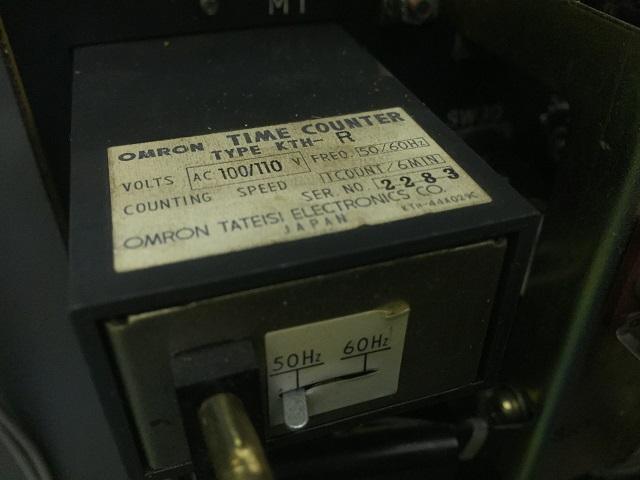 M1
OMRON TIME COUNTER
TYPE KTH-R
VOLTS AC 100/110 V FREQ. 50/60Hz
COUNTING SPEED 1COUNT/6MIN
SER NO 2283
OMRON TATEISI ELECTRONICS CO.
JAPAN
50Hz 60Hz